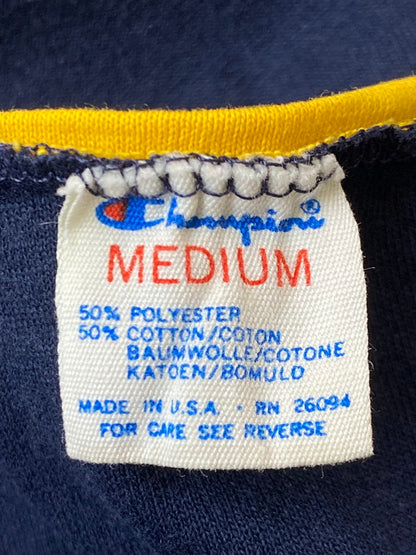 Champion®
MEDIUM
50% POLYESTER
50% COTTON/COTON
BAUMWOLLE/COTONE
KATOEN/BOMULD
MADE IN U.S.A. · RN 26094
FOR CARE SEE REVERSE